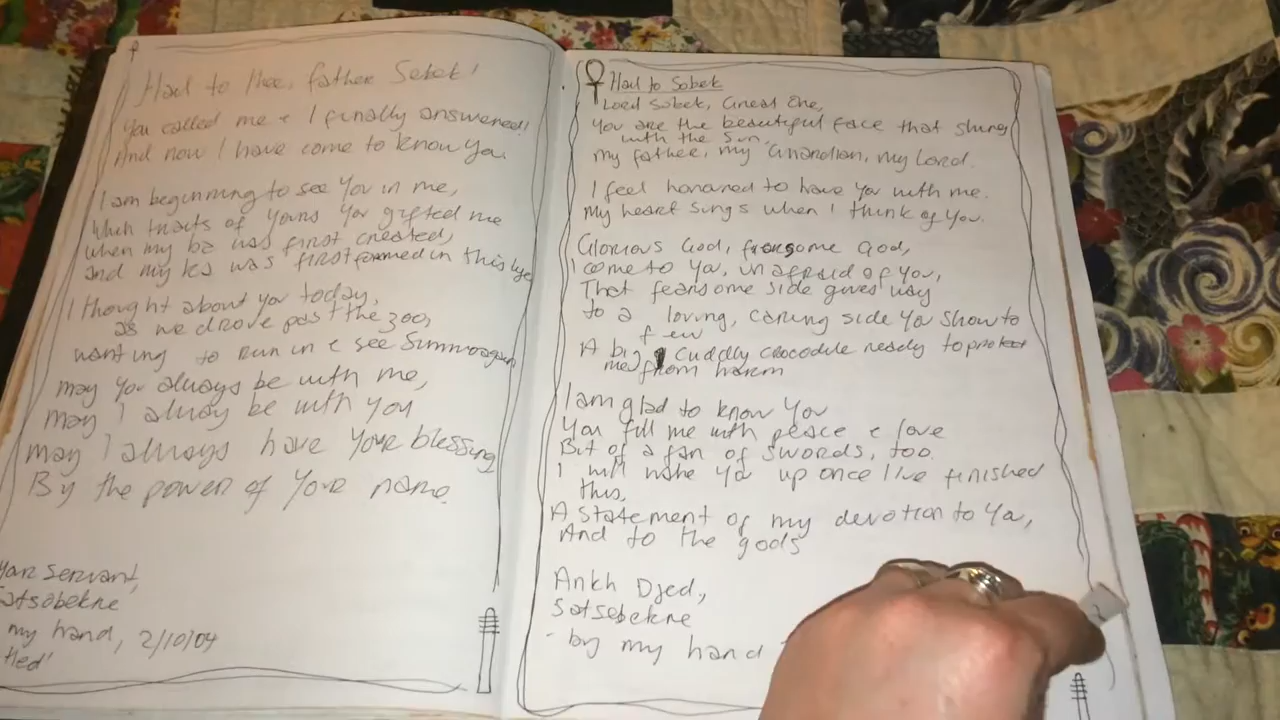 Hail to thee, father Sobek!
You called me & I finally answered!
And now I have come to know you
I am beginning to see You in me,
Which traits of yours You gifted me
when my ba was first created,
and my ka was first formed in this life
I thought about you today,
as we drove past the zoo,
wanting to run in & see again
may You always be with me,
may I alway be with You
may I always have Your blessing
By the power of Your name.
Your servant,
Satsobekne
my hand, 2/10/04
Hail to Sobek
Lord Sobek, Great One,
You are the beautiful face that shines
with the sun.
My father, my Guardian, my Lord.
I feel honored to have You with me.
My heart sings when I think of You.
Glorious God, fearsome God,
I come to You, unafraid of You,
That fearsome side gives way
to a loving, caring side You show to
few
A big cuddly crocodile ready to protect
me from harm
I am glad to know You
You fill me with peace & love
Bit of a fan of swords, too.
I will make You up once I've finished
this,
A statement of my devotion to You,
And to the gods
Ankh Djed,
Satsobekne
- by my hand